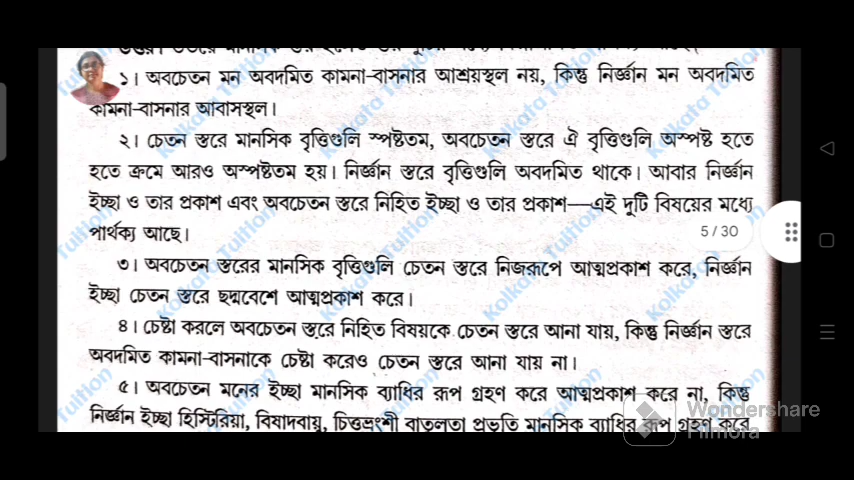 ১। অবচেতন মন অবদমিত কামনা-বাসনার আশ্রয়স্থল নয়, কিন্তু নির্জ্ঞান মন অবদমিত
কামনা-বাসনার আবাসস্থল।
২। চেতন স্তরে মানসিক বৃত্তিগুলি স্পষ্টতম, অবচেতন স্তরে ঐ বৃত্তিগুলি অস্পষ্ট হতে
হতে ক্রমে আরও অস্পষ্টতম হয়। নির্জ্ঞান স্তরে বৃত্তিগুলি অবদমিত থাকে। আবার নির্জ্ঞান
ইচ্ছা ও তার প্রকাশ এবং অবচেতন স্তরে নিহিত ইচ্ছা ও তার প্রকাশ—এই দুটি বিষয়ের মধ্যে
পার্থক্য আছে।
5 / 30
৩। অবচেতন স্তরের মানসিক বৃত্তিগুলি চেতন স্তরে নিজরূপে আত্মপ্রকাশ করে, নির্জ্ঞান
ইচ্ছা চেতন স্তরে ছদ্মবেশে আত্মপ্রকাশ করে।
৪। চেষ্টা করলে অবচেতন স্তরে নিহিত বিষয়কে চেতন স্তরে আনা যায়, কিন্তু নির্জ্ঞান স্তরে
অবদমিত কামনা-বাসনাকে চেষ্টা করেও চেতন স্তরে আনা যায় না।
৫। অবচেতন মনের ইচ্ছা মানসিক ব্যাধির রূপ গ্রহণ করে আত্মপ্রকাশ করে না, কিন্তু
নির্জ্ঞান ইচ্ছা হিস্টিরিয়া, বিষাদবায়ু, চিত্তভ্রংশী বাতুলতা প্রভৃতি মানসিক ব্যাধির রূপ গ্রহণ করে
Wondershare
Filmora
Kolkata Tuition